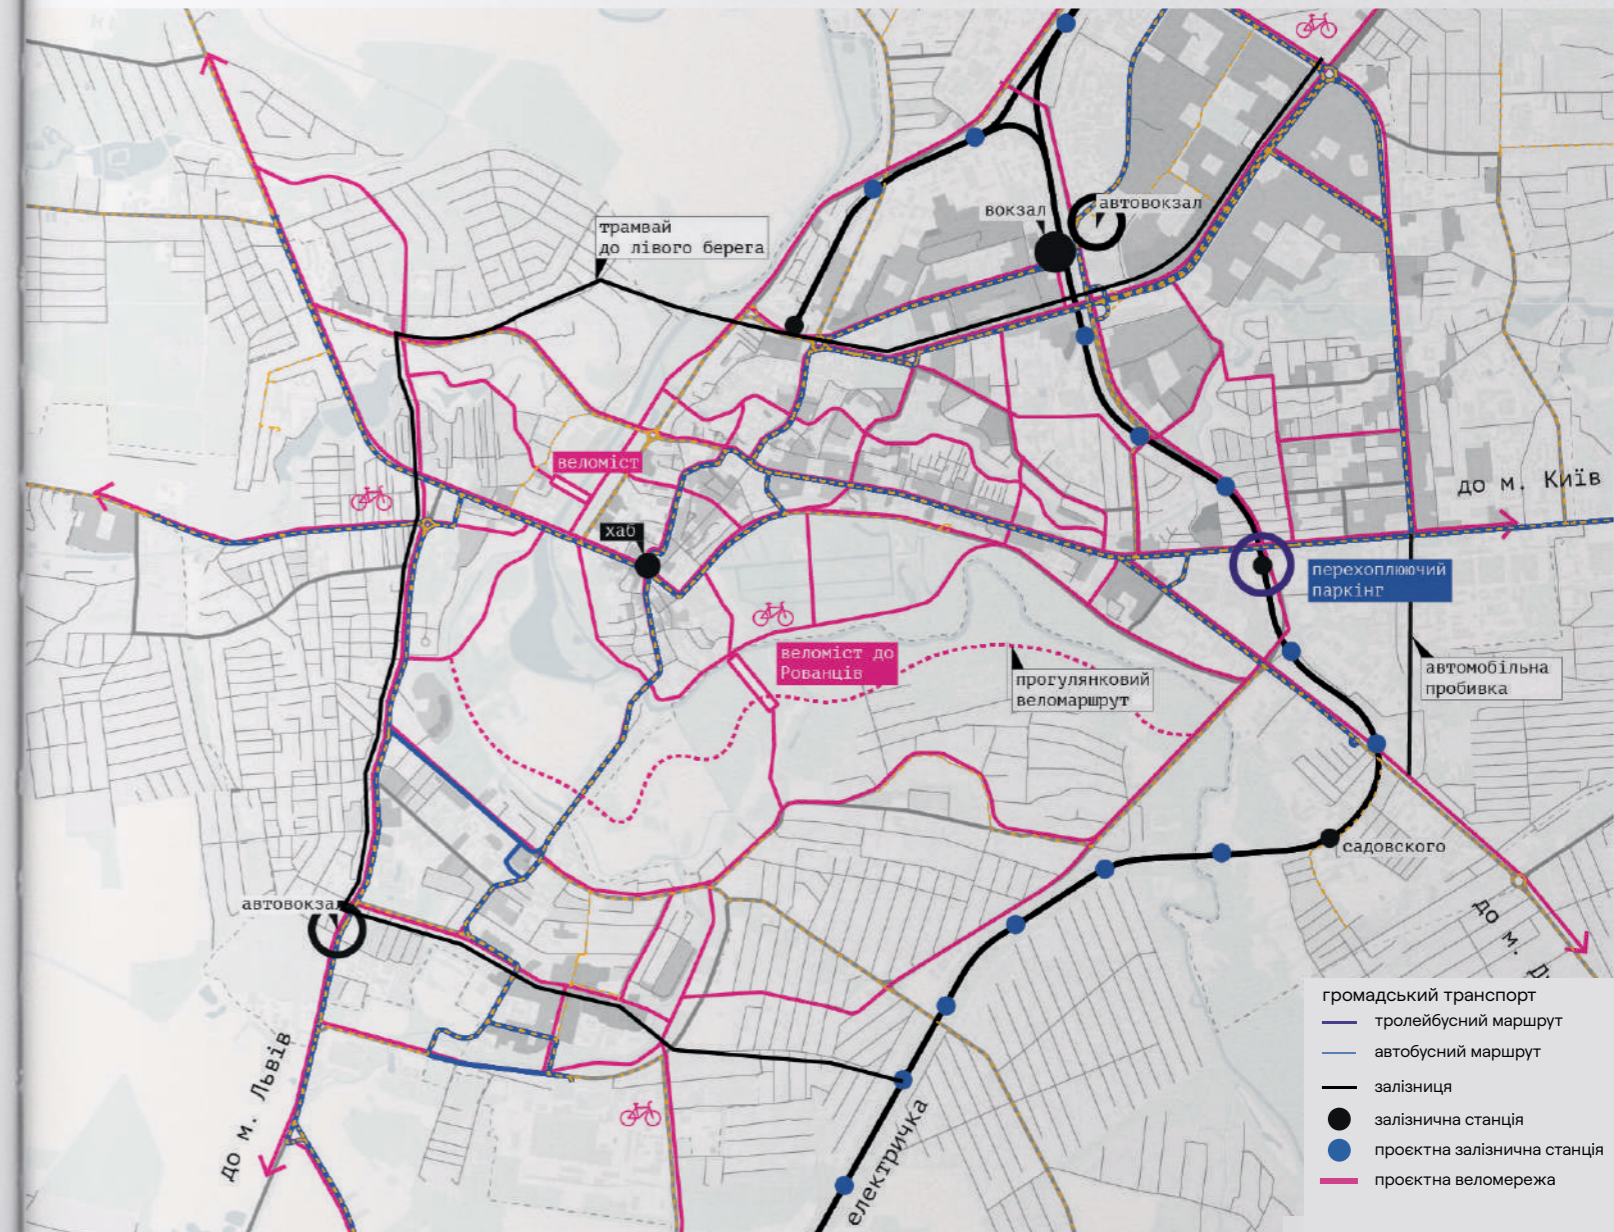 автовокзал
вокзал
трамвай
до лівого берега
веломіст
до м. Київ
хаб
перехоплюючий
паркінг
веломіст до
Рованців
прогулянковий
веломаршрут
автомобільна
пробивка
садовского
автовокзал
до м.
до м. Львів
електричка
громадський транспорт
тролейбусний маршрут
автобусний маршрут
залізниця
залізнична станція
проєктна залізнична станція
проєктна веломережа